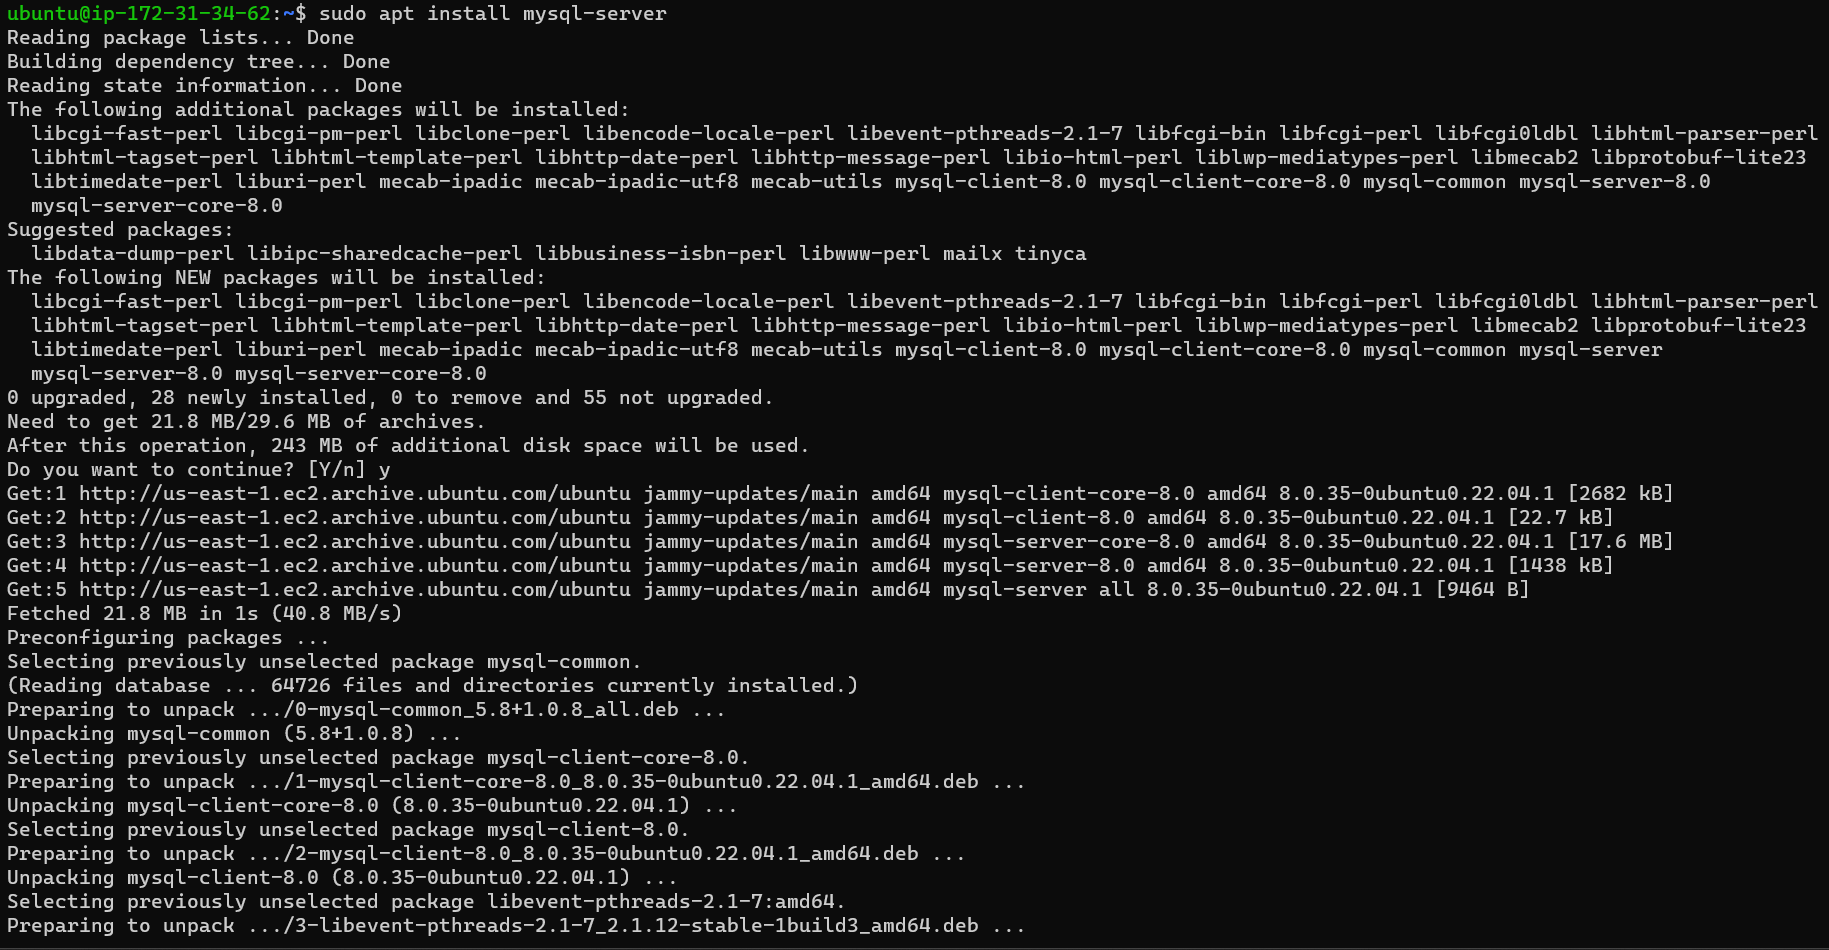 ubuntu@ip-172-31-34-62:~$ sudo apt install mysql-server
Reading package lists... Done
Building dependency tree... Done
Reading state information... Done
The following additional packages will be installed:
  libcgi-fast-perl libcgi-pm-perl libclone-perl libencode-locale-perl libevent-pthreads-2.1-7 libfcgi-bin libfcgi-perl libfcgi0ldbl libhtml-parser-perl
  libhtml-tagset-perl libhtml-template-perl libhttp-date-perl libhttp-message-perl libio-html-perl liblwp-mediatypes-perl libmecab2 libprotobuf-lite23
  libtimedate-perl liburi-perl mecab-ipadic mecab-ipadic-utf8 mecab-utils mysql-client-8.0 mysql-client-core-8.0 mysql-common mysql-server-8.0
  mysql-server-core-8.0
Suggested packages:
  libdata-dump-perl libipc-sharedcache-perl libbusiness-isbn-perl libwww-perl mailx tinyca
The following NEW packages will be installed:
  libcgi-fast-perl libcgi-pm-perl libclone-perl libencode-locale-perl libevent-pthreads-2.1-7 libfcgi-bin libfcgi-perl libfcgi0ldbl libhtml-parser-perl
  libhtml-tagset-perl libhtml-template-perl libhttp-date-perl libhttp-message-perl libio-html-perl liblwp-mediatypes-perl libmecab2 libprotobuf-lite23
  libtimedate-perl liburi-perl mecab-ipadic mecab-ipadic-utf8 mecab-utils mysql-client-8.0 mysql-client-core-8.0 mysql-common mysql-server
  mysql-server-8.0 mysql-server-core-8.0
0 upgraded, 28 newly installed, 0 to remove and 55 not upgraded.
Need to get 21.8 MB/29.6 MB of archives.
After this operation, 243 MB of additional disk space will be used.
Do you want to continue? [Y/n] y
Get:1 http://us-east-1.ec2.archive.ubuntu.com/ubuntu jammy-updates/main amd64 mysql-client-core-8.0 amd64 8.0.35-0ubuntu0.22.04.1 [2682 kB]
Get:2 http://us-east-1.ec2.archive.ubuntu.com/ubuntu jammy-updates/main amd64 mysql-client-8.0 amd64 8.0.35-0ubuntu0.22.04.1 [22.7 kB]
Get:3 http://us-east-1.ec2.archive.ubuntu.com/ubuntu jammy-updates/main amd64 mysql-server-core-8.0 amd64 8.0.35-0ubuntu0.22.04.1 [17.6 MB]
Get:4 http://us-east-1.ec2.archive.ubuntu.com/ubuntu jammy-updates/main amd64 mysql-server-8.0 amd64 8.0.35-0ubuntu0.22.04.1 [1438 kB]
Get:5 http://us-east-1.ec2.archive.ubuntu.com/ubuntu jammy-updates/main amd64 mysql-server all 8.0.35-0ubuntu0.22.04.1 [9464 B]
Fetched 21.8 MB in 1s (40.8 MB/s)
Preconfiguring packages ...
Selecting previously unselected package mysql-common.
(Reading database ... 64726 files and directories currently installed.)
Preparing to unpack .../0-mysql-common_5.8+1.0.8_all.deb ...
Unpacking mysql-common (5.8+1.0.8) ...
Selecting previously unselected package mysql-client-core-8.0.
Preparing to unpack .../1-mysql-client-core-8.0_8.0.35-0ubuntu0.22.04.1_amd64.deb ...
Unpacking mysql-client-core-8.0 (8.0.35-0ubuntu0.22.04.1) ...
Selecting previously unselected package mysql-client-8.0.
Preparing to unpack .../2-mysql-client-8.0_8.0.35-0ubuntu0.22.04.1_amd64.deb ...
Unpacking mysql-client-8.0 (8.0.35-0ubuntu0.22.04.1) ...
Selecting previously unselected package libevent-pthreads-2.1-7:amd64.
Preparing to unpack .../3-libevent-pthreads-2.1-7_2.1.12-stable-1build3_amd64.deb ...